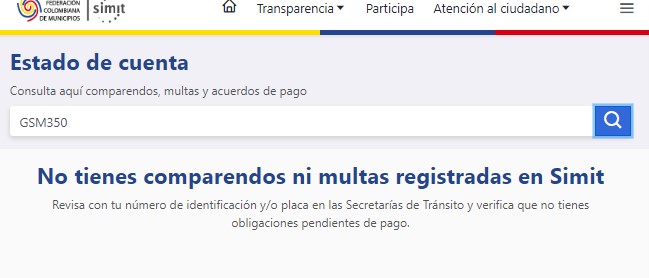 FEDERACIÓN
COLOMBIANA
DE MUNICIPIOS
simit
Transparencia
Participa
Atención al ciudadano
Estado de cuenta
Consulta aquí comparendos, multas y acuerdos de pago
GSM350
No tienes comparendos ni multas registradas en Simit
Revisa con tu número de identificación y/o placa en las Secretarías de Tránsito y verifica que no tienes
obligaciones pendientes de pago.